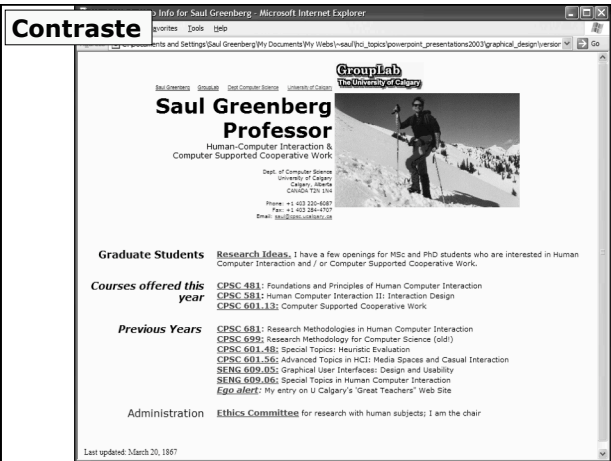 Contraste
Info for Saul Greenberg - Microsoft Internet Explorer
Favorites Tools Help
and Settings\Saul Greenberg\My Documents\My Webs\~saul\hci_topics\powerpoint_presentations2003\graphical_design\version
Go
GroupLab
The University of Calgary
Saul Greenberg GroupLab Dept Computer Science University of Calgary
Saul Greenberg
Professor
Human-Computer Interaction &
Computer Supported Cooperative Work
Dept. of Computer Science
University of Calgary
Calgary, Alberta
CANADA T2N 1N4
Phone: +1 403 220-6087
Fax: +1 403 284-4707
Email: saul@cpsc.ucalgary.ca
Graduate Students Research Ideas. I have a few openings for MSc and PhD students who are interested in Human
Computer Interaction and / or Computer Supported Cooperative Work.
Courses offered this year
CPSC 481: Foundations and Principles of Human Computer Interaction
CPSC 581: Human Computer Interaction II: Interaction Design
CPSC 601.13: Computer Supported Cooperative Work
Previous Years CPSC 681: Research Methodologies in Human Computer Interaction
CPSC 699: Research Methodology for Computer Science (old!)
CPSC 601.48: Special Topics: Heuristic Evaluation
CPSC 601.56: Advanced Topics in HCI: Media Spaces and Casual Interaction
SENG 609.05: Graphical User Interfaces: Design and Usability
SENG 609.06: Special Topics in Human Computer Interaction
Ego alert: My entry on U Calgary's 'Great Teachers" Web Site
Administration Ethics Committee for research with human subjects; I am the chair
Last updated: March 20, 1867